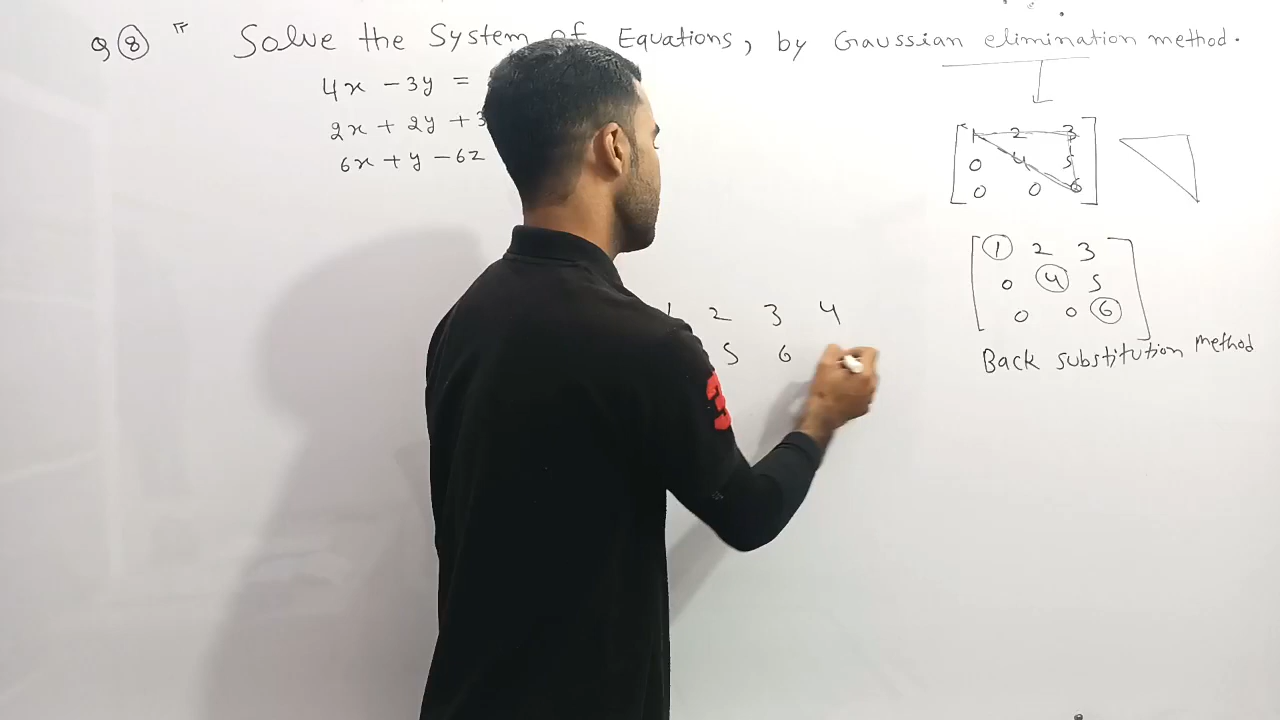 Q 8 Solve the System of Equations, by Gaussian elimination method.
4x - 3y =
2x + 2y + 3
6x + y - 6z
1 2 3
0 4 5
0 0 6
1 2 3
0 4 5
0 0 6
Back substitution method
1 2 3 4
5 6
3